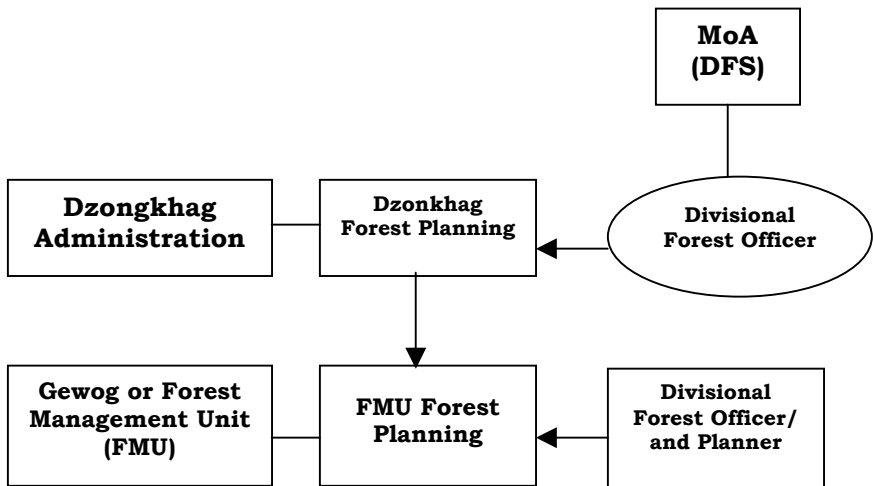 MoA
(DFS)
Dzongkhag
Administration
Dzonkhag
Forest Planning
Divisional
Forest Officer
Gewog or Forest
Management Unit
(FMU)
FMU Forest
Planning
Divisional
Forest Officer/
and Planner